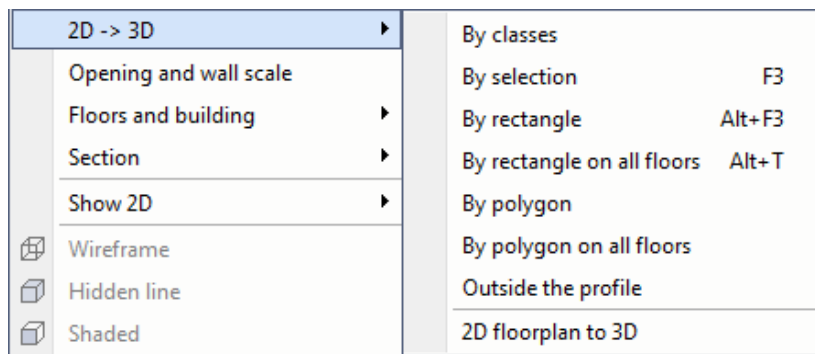 2D -> 3D
Opening and wall scale
Floors and building
Section
Show 2D
Wireframe
Hidden line
Shaded
By classes
By selection F3
By rectangle Alt+F3
By rectangle on all floors Alt+T
By polygon
By polygon on all floors
Outside the profile
2D floorplan to 3D